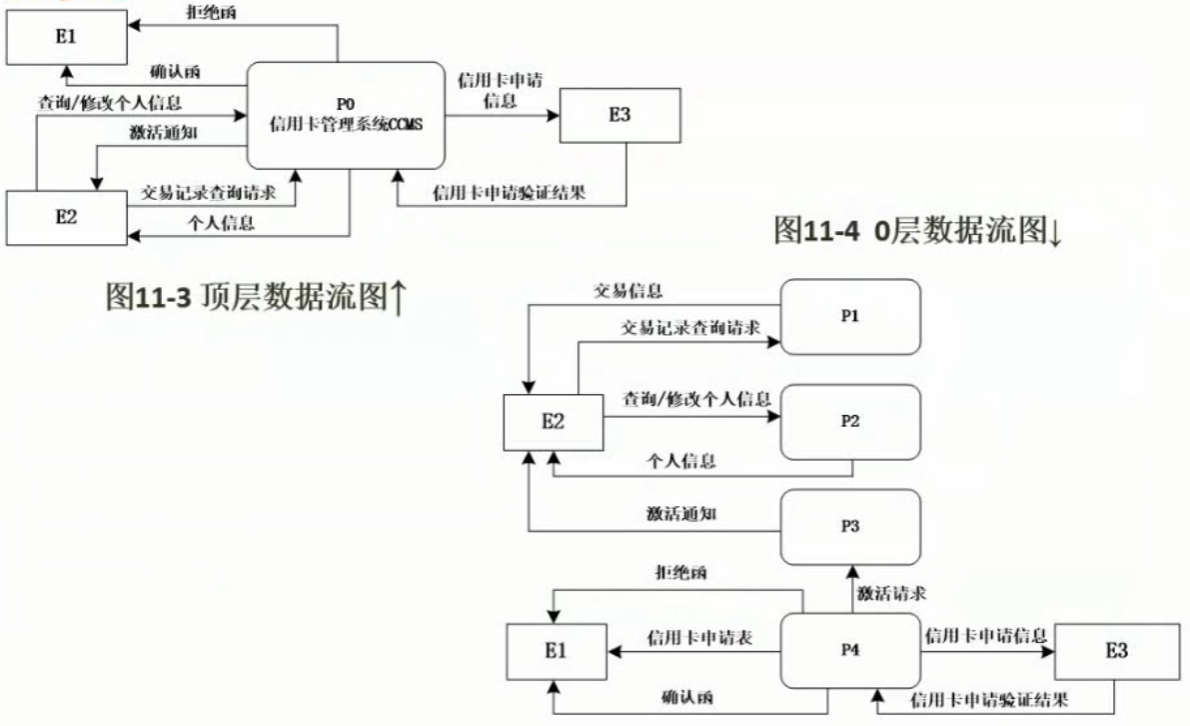 拒绝函
E1
确认函
信用卡申请
信息
P0
信用卡管理系统CCMS
E3
查询/修改个人信息
激活通知
交易记录查询请求
信用卡申请验证结果
E2
个人信息
图11-4 0层数据流图↓
图11-3 顶层数据流图↑
交易信息
P1
交易记录查询请求
查询/修改个人信息
E2
P2
个人信息
激活通知
P3
拒绝函
激活请求
E1
信用卡申请表
P4
信用卡申请信息
E3
确认函
信用卡申请验证结果